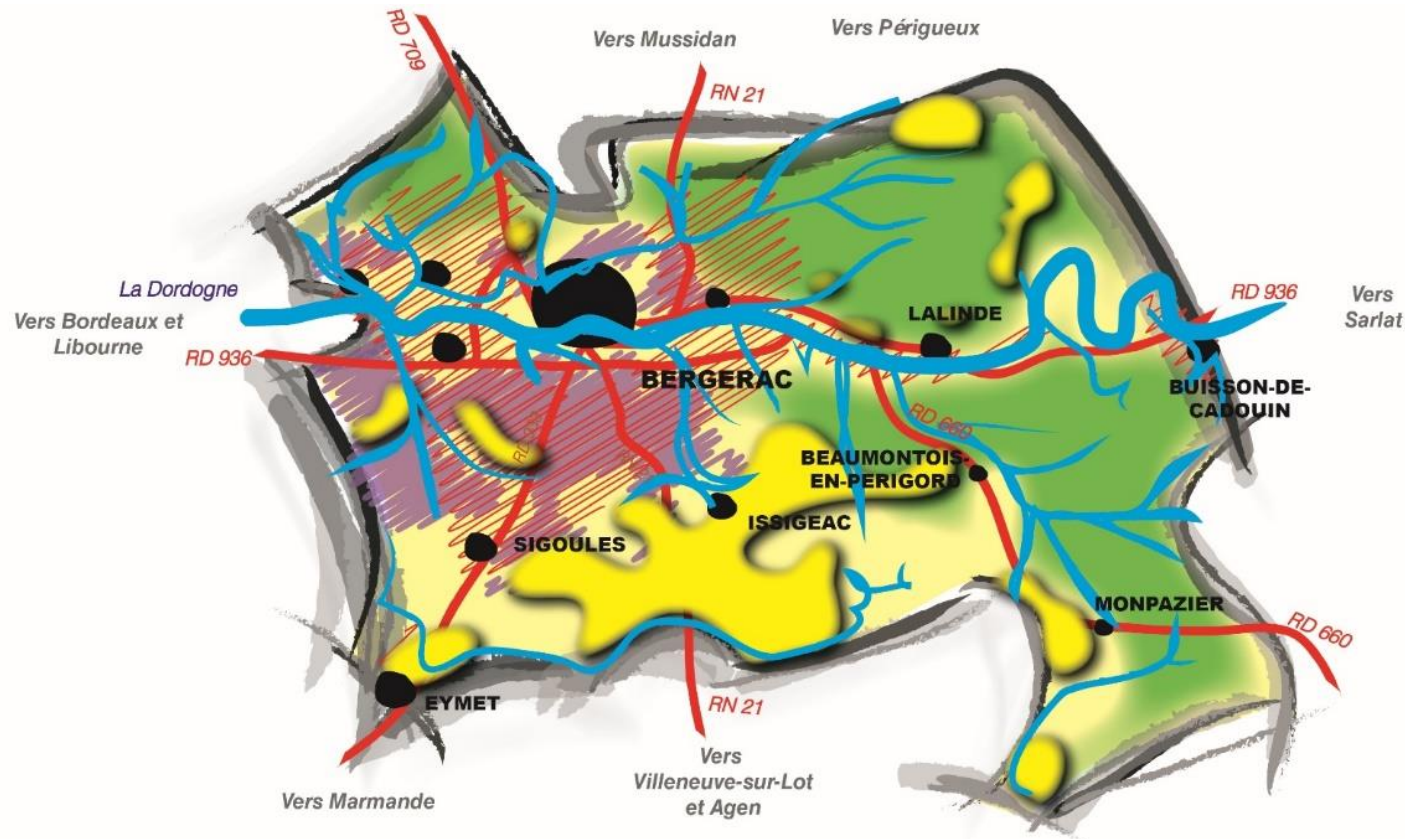 RD 709
Vers Mussidan
Vers Périgueux
RN 21
La Dordogne
Vers Bordeaux et
Libourne
RD 936
RD 936
Vers
Sarlat
LALINDE
BERGERAC
BUISSON-DE-
CADOUIN
RD 660
BEAUMONTOIS-
EN-PERIGORD
ISSIGEAC
SIGOULES
MONPAZIER
RD 660
EYMET
RN 21
Vers
Villeneuve-sur-Lot
et Agen
Vers Marmande